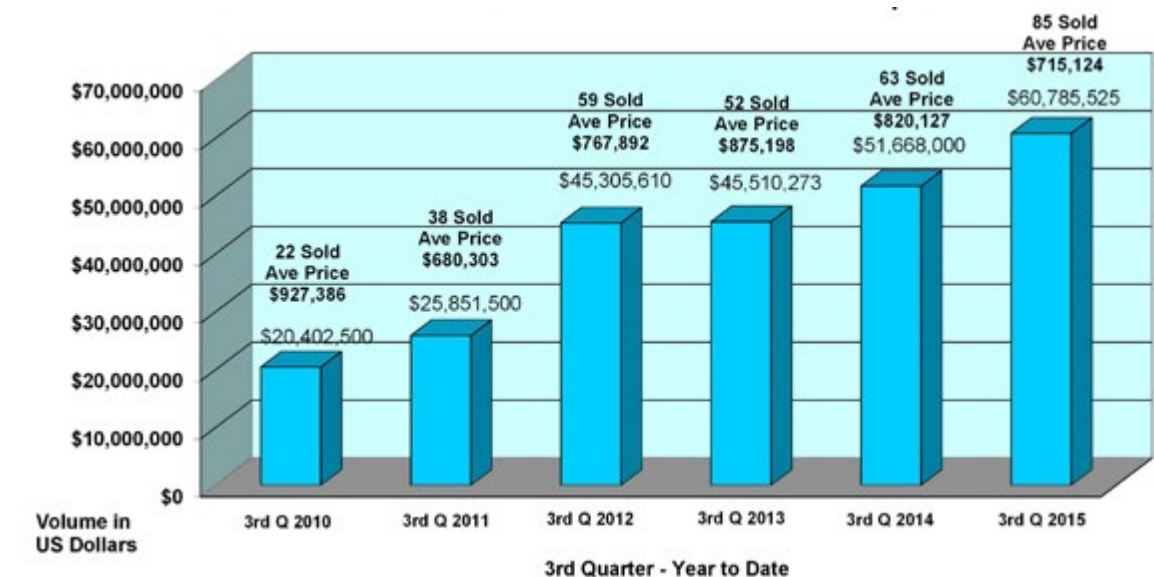 85 Sold
Ave Price
$715,124
$60,785,525
63 Sold
Ave Price
$820,127
$51,668,000
59 Sold
Ave Price
$767,892
$45,305,610
52 Sold
Ave Price
$875,198
$45,510,273
38 Sold
Ave Price
$680,303
$25,851,500
22 Sold
Ave Price
$927,386
$20,402,500
$70,000,000
$60,000,000
$50,000,000
$40,000,000
$30,000,000
$20,000,000
$10,000,000
$0
Volume in
US Dollars
3rd Q 2010
3rd Q 2011
3rd Q 2012
3rd Q 2013
3rd Q 2014
3rd Q 2015
3rd Quarter - Year to Date